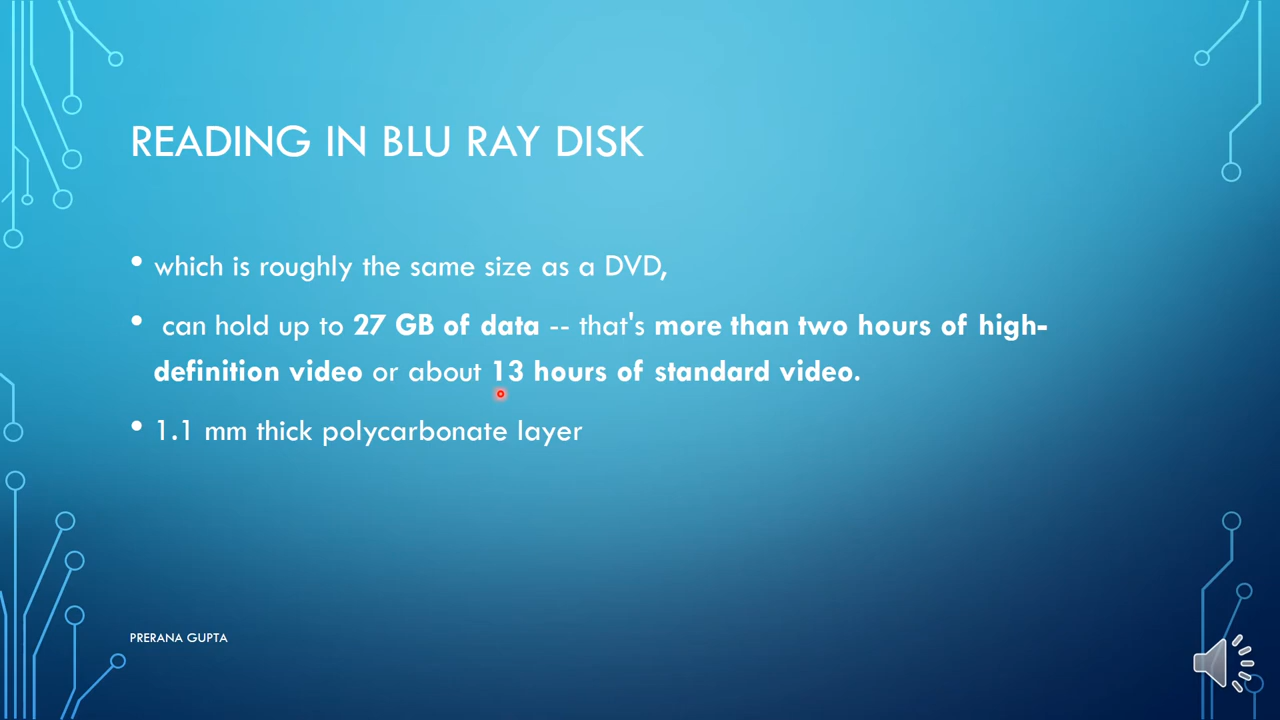 READING IN BLU RAY DISK
• which is roughly the same size as a DVD,
• can hold up to 27 GB of data -- that's more than two hours of high-
definition video or about 13 hours of standard video.
• 1.1 mm thick polycarbonate layer
PRERANA GUPTA